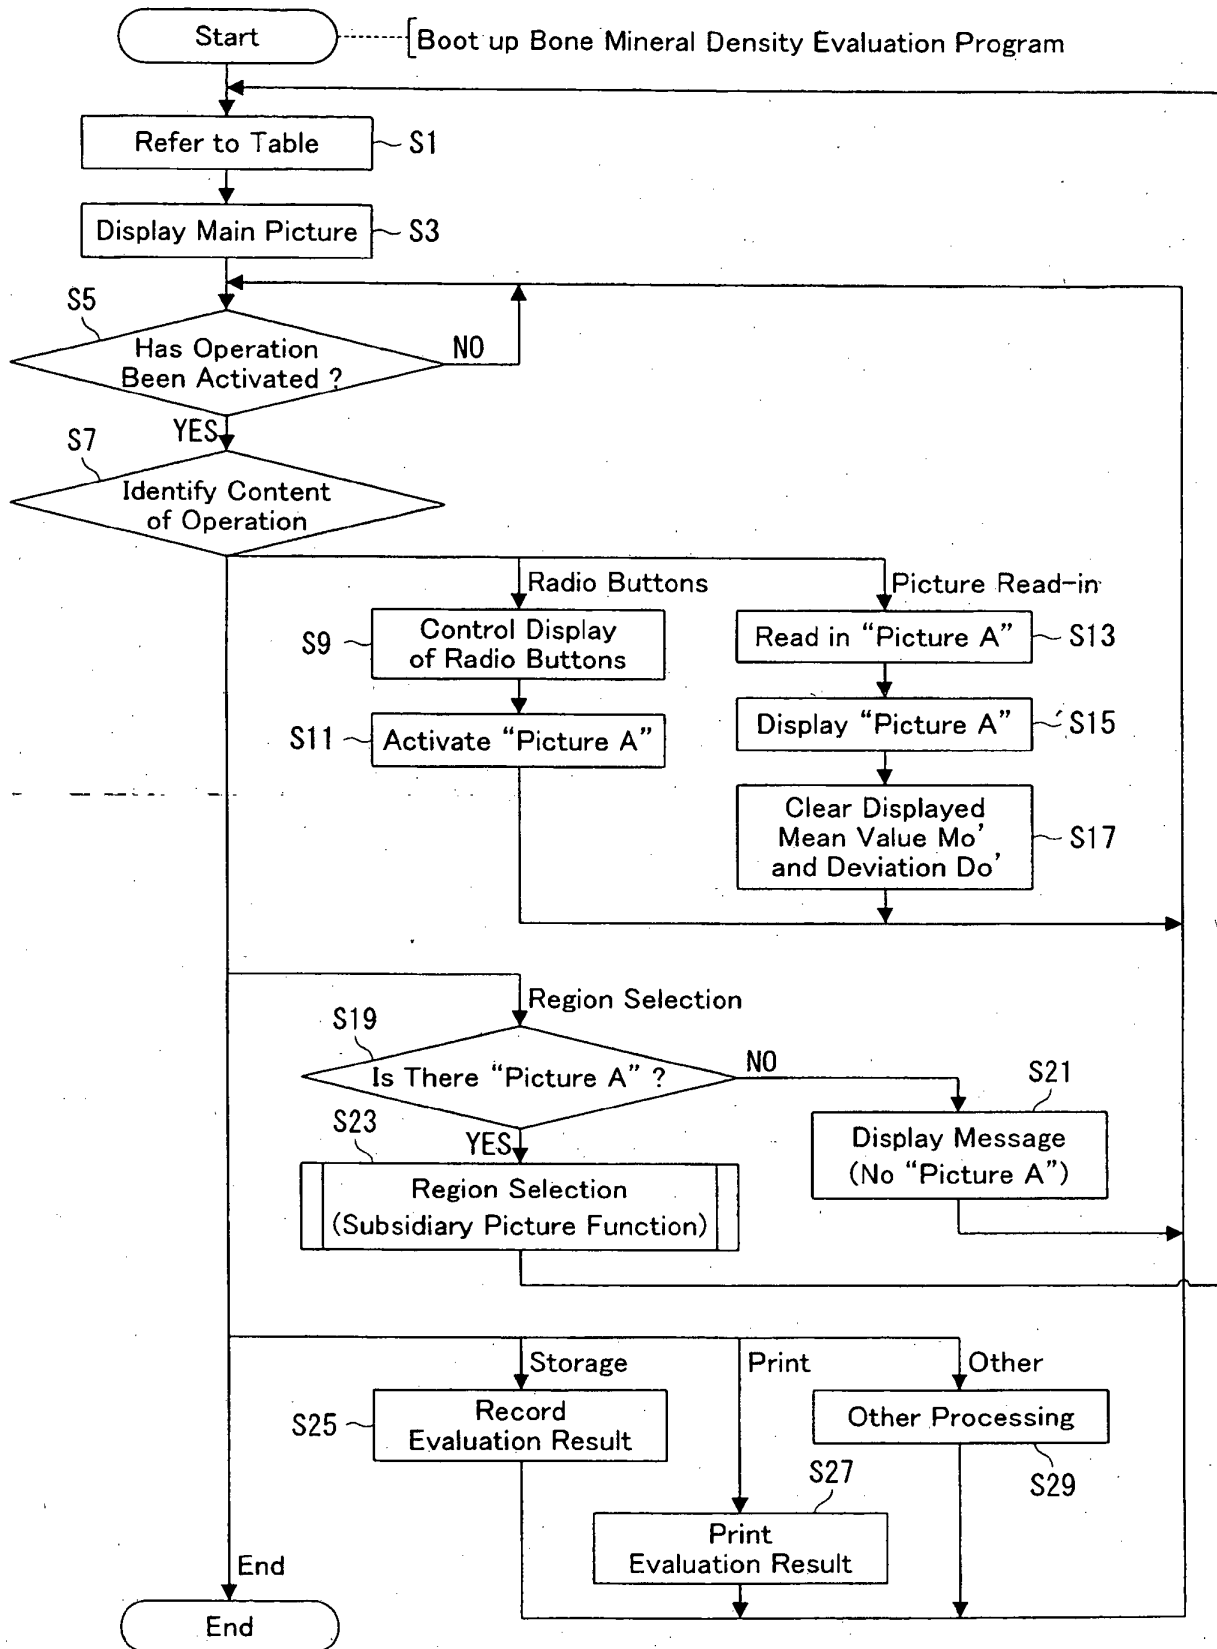 Start
Boot up Bone Mineral Density Evaluation Program
Refer to Table
S1
Display Main Picture
S3
S5
Has Operation
Been Activated ?
NO
YES
S7
Identify Content
of Operation
Radio Buttons
Picture Read-in
S9
Control Display
of Radio Buttons
Read in “Picture A”
S13
S11
Activate “Picture A”
Display “Picture A”
S15
Clear Displayed
Mean Value Mo’
and Deviation Do’
S17
Region Selection
S19
Is There “Picture A” ?
NO
S21
Display Message
(No “Picture A”)
YES
S23
Region Selection
(Subsidiary Picture Function)
Storage
Print
Other
S25
Record
Evaluation Result
Other Processing
S29
S27
Print
Evaluation Result
End
End